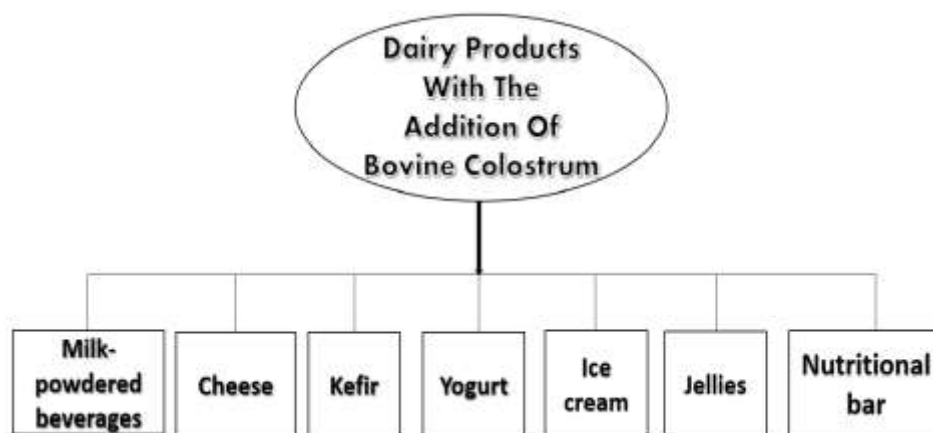 Dairy Products
With The
Addition Of
Bovine Colostrum
Milk-
powdered
beverages
Cheese
Kefir
Yogurt
Ice
cream
Jellies
Nutritional
bar